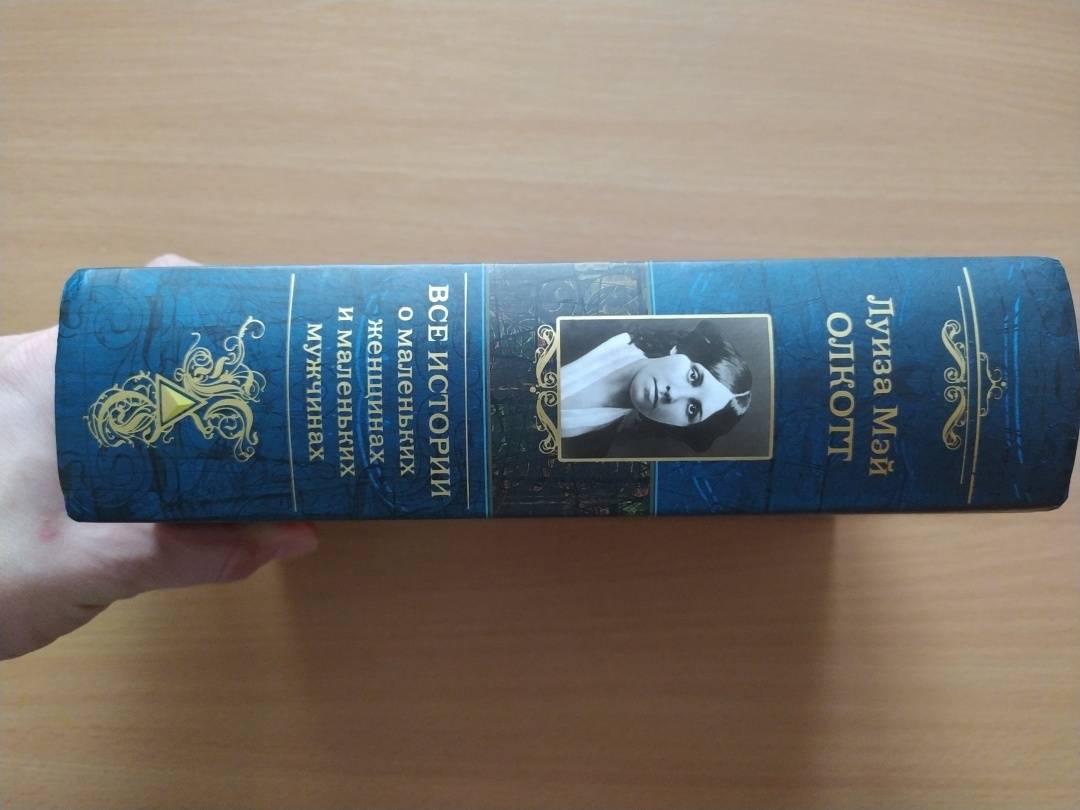 Луиза Мэй
ОЛКОТТ
ВСЕ ИСТОРИИ
о маленьких
женщинах
и маленьких
мужчинах